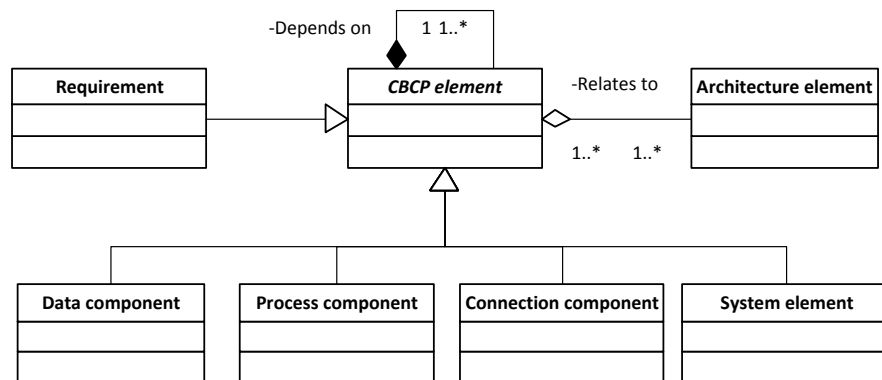 -Depends on
1 1..*
Requirement
CBCP element
-Relates to
Architecture element
1..* 1..*
Data component
Process component
Connection component
System element